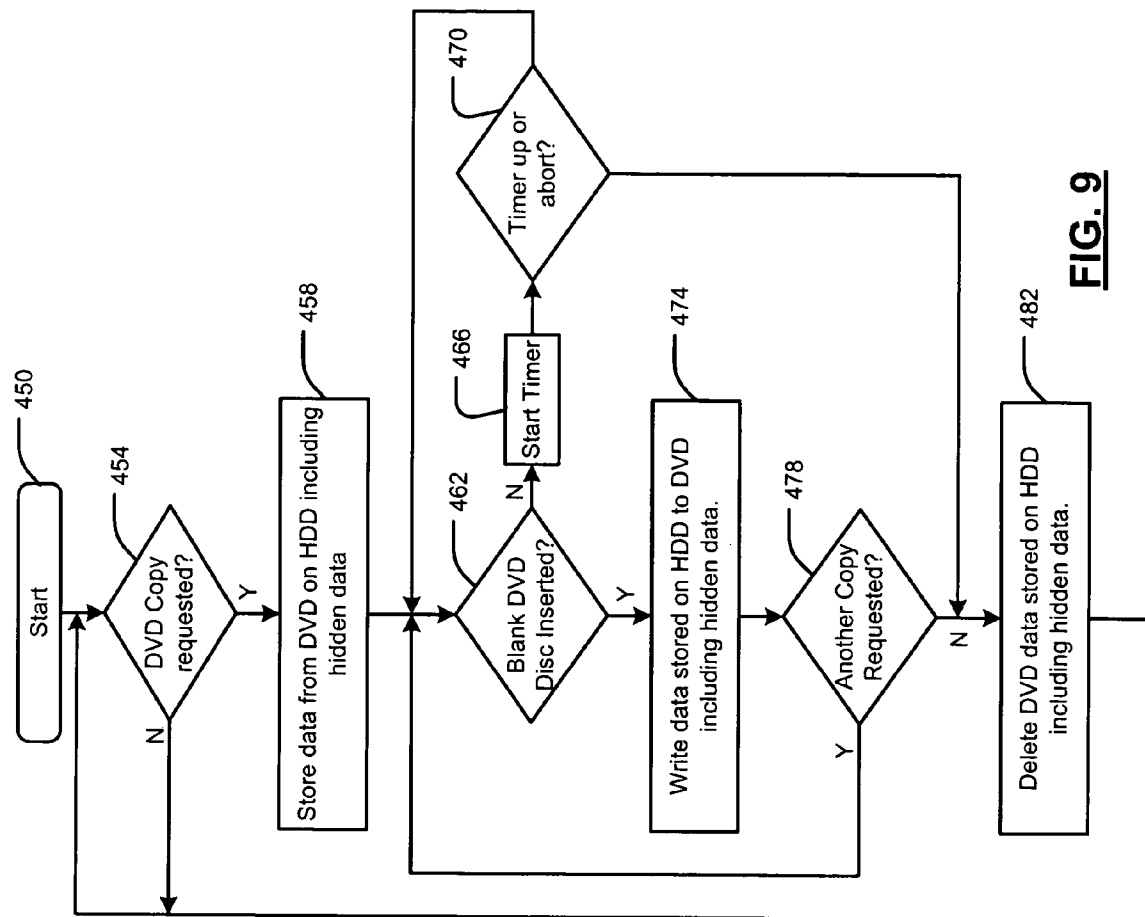 Start
450
DVD Copy
requested?
454
N
Y
Store data from DVD on HDD including
hidden data
458
Blank DVD
Disc Inserted?
462
N
Y
Start Timer
466
Timer up or
abort?
470
Write data stored on HDD to DVD
including hidden data.
474
Another Copy
Requested?
478
Y
N
Delete DVD data stored on HDD
including hidden data.
482
FIG. 9